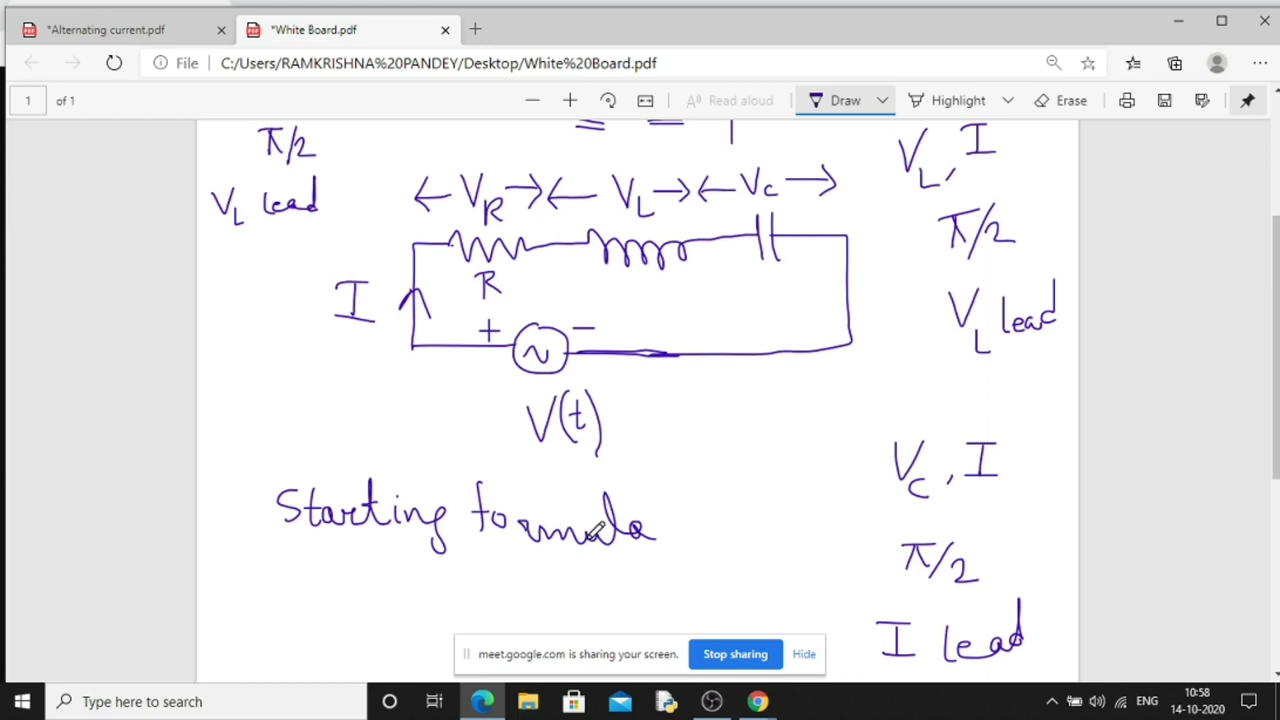 *Alternating current.pdf
*White Board.pdf
File C:/Users/RAMKRISHNA%20PANDEY/Desktop/White%20Board.pdf
1 of 1
Read aloud
Draw
Highlight
Erase
π/2
V_L lead
V_R V_L V_C
R
I
+ −
V(t)
Starting formula
V_L, I
π/2
V_L lead
V_C, I
π/2
I lead
meet.google.com is sharing your screen. Stop sharing Hide
Type here to search
ENG
10:58
14-10-2020